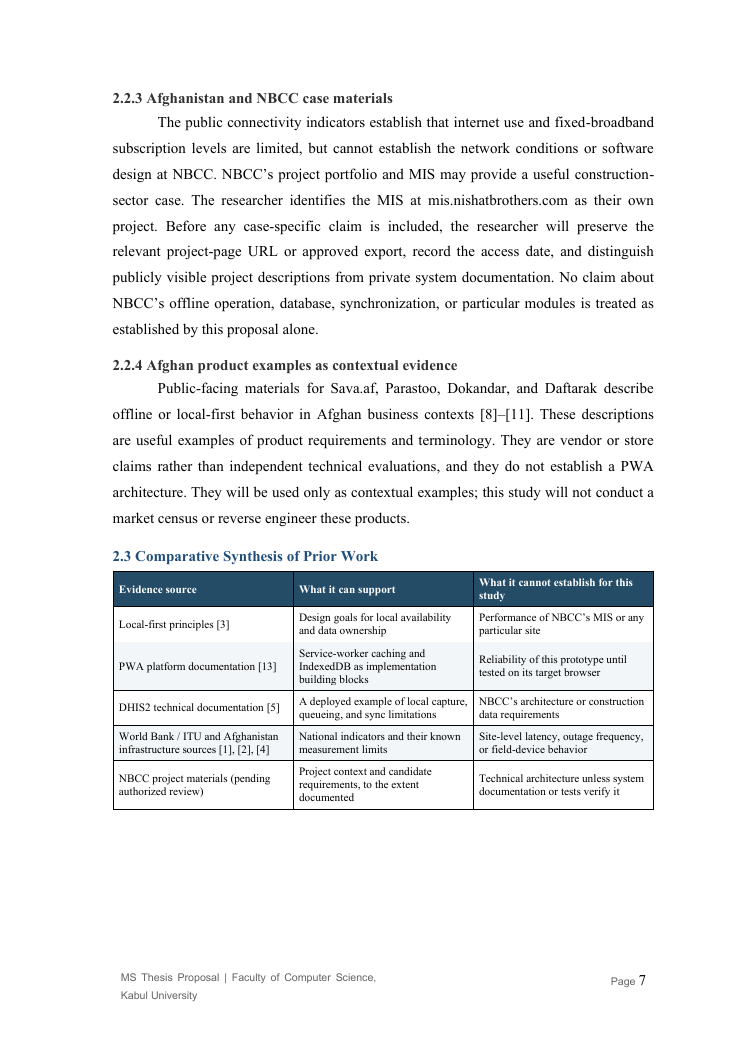 2.2.3 Afghanistan and NBCC case materials
The public connectivity indicators establish that internet use and fixed-broadband
subscription levels are limited, but cannot establish the network conditions or software
design at NBCC. NBCC’s project portfolio and MIS may provide a useful construction-
sector case. The researcher identifies the MIS at mis.nishatbrothers.com as their own
project. Before any case-specific claim is included, the researcher will preserve the
relevant project-page URL or approved export, record the access date, and distinguish
publicly visible project descriptions from private system documentation. No claim about
NBCC’s offline operation, database, synchronization, or particular modules is treated as
established by this proposal alone.
2.2.4 Afghan product examples as contextual evidence
Public-facing materials for Sava.af, Parastoo, Dokandar, and Daftarak describe
offline or local-first behavior in Afghan business contexts [8]–[11]. These descriptions
are useful examples of product requirements and terminology. They are vendor or store
claims rather than independent technical evaluations, and they do not establish a PWA
architecture. They will be used only as contextual examples; this study will not conduct a
market census or reverse engineer these products.
2.3 Comparative Synthesis of Prior Work
Evidence source
What it can support
What it cannot establish for this
study
Local-first principles [3]
Design goals for local availability
and data ownership
Performance of NBCC’s MIS or any
particular site
PWA platform documentation [13]
Service-worker caching and
IndexedDB as implementation
building blocks
Reliability of this prototype until
tested on its target browser
DHIS2 technical documentation [5]
A deployed example of local capture,
queueing, and sync limitations
NBCC’s architecture or construction
data requirements
World Bank / ITU and Afghanistan
infrastructure sources [1], [2], [4]
National indicators and their known
measurement limits
Site-level latency, outage frequency,
or field-device behavior
NBCC project materials (pending
authorized review)
Project context and candidate
requirements, to the extent
documented
Technical architecture unless system
documentation or tests verify it
MS Thesis Proposal | Faculty of Computer Science,
Kabul University
Page 7